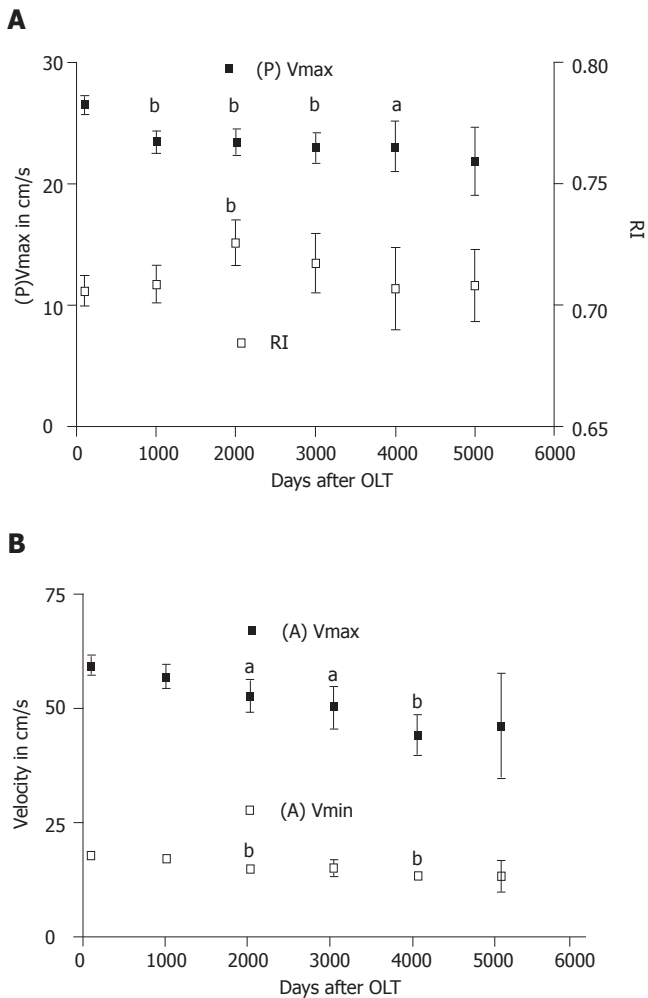 A
30
(P) Vmax
0.80
b b b a
20
0.75
b
(P)Vmax in cm/s
RI
10
0.70
RI
0
0.65
0 1000 2000 3000 4000 5000 6000
Days after OLT
B
75
(A) Vmax
a a b
50
Velocity in cm/s
(A) Vmin
25
b b
0
0 1000 2000 3000 4000 5000 6000
Days after OLT